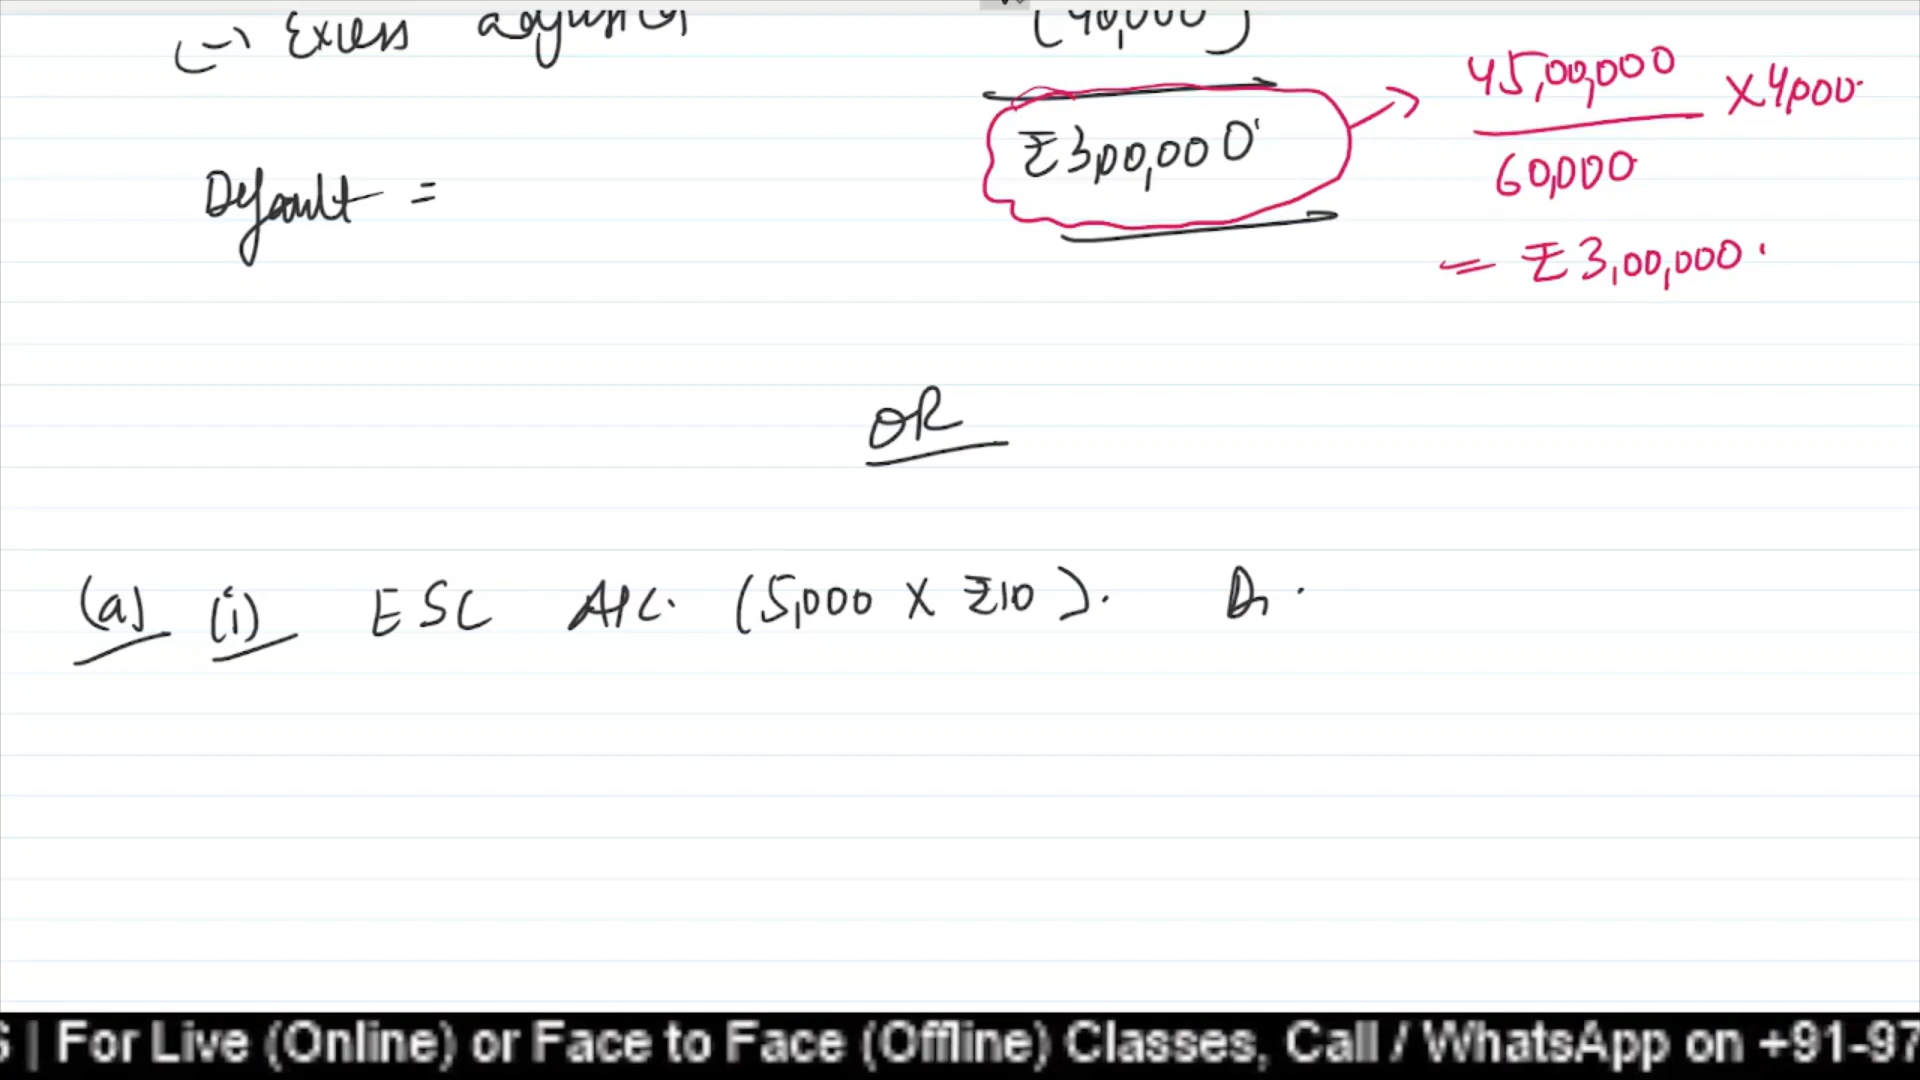 (-) Excess adjusted (40,000)
₹3,00,000
Default =
45,00,000 / 60,000 X 4,000
= ₹3,00,000
OR
(a) (i) ESC A/C. (5,000 X ₹10). Dr.
| For Live (Online) or Face to Face (Offline) Classes, Call / WhatsApp on +91-97